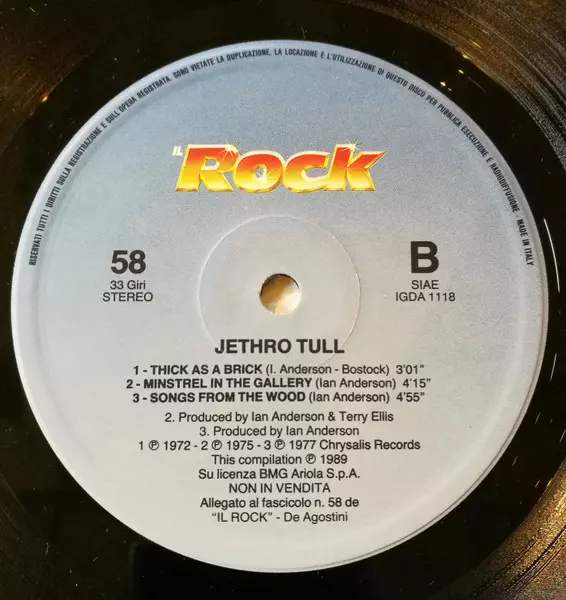 RISERVATI TUTTI I DIRITTI SULLA REGISTRAZIONE E SULL'OPERA REGISTRATA. SONO VIETATE LA DUPLICAZIONE, LA LOCAZIONE E L'UTILIZZAZIONE DI QUESTO DISCO PER PUBBLICA ESECUZIONE E RADIODIFFUSIONE - MADE IN ITALY
IL Rock
58
33 Giri
STEREO
B
SIAE
IGDA 1118
JETHRO TULL
1 - THICK AS A BRICK (I. Anderson - Bostock) 3'01"
2 - MINSTREL IN THE GALLERY (Ian Anderson) 4'15"
3 - SONGS FROM THE WOOD (Ian Anderson) 4'55"
2. Produced by Ian Anderson & Terry Ellis
3. Produced by Ian Anderson
1 ℗ 1972 - 2 ℗ 1975 - 3 ℗ 1977 Chrysalis Records
This compilation ℗ 1989
Su licenza BMG Ariola S.p.A.
NON IN VENDITA
Allegato al fascicolo n. 58 de
"IL ROCK" - De Agostini